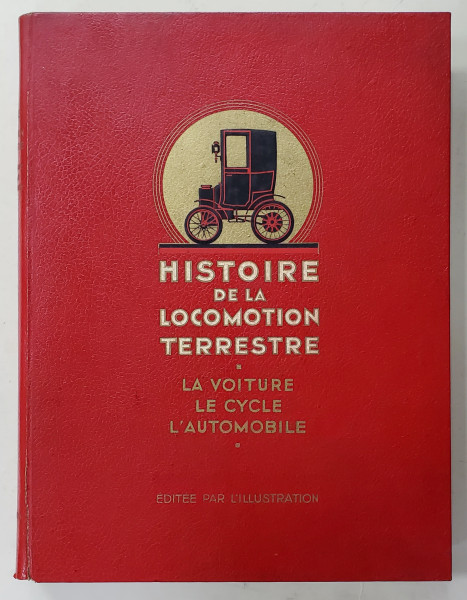 HISTOIRE
DE LA
LOCOMOTION
TERRESTRE
LA VOITURE
LE CYCLE
L'AUTOMOBILE
EDITÉE PAR L'ILLUSTRATION